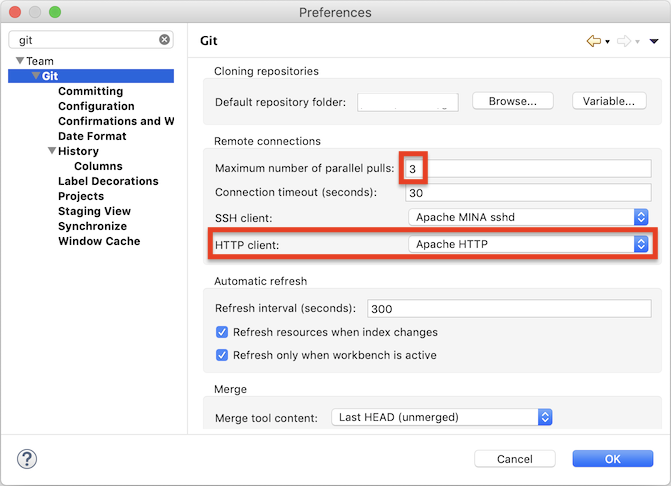 Preferences
git
Team
Git
Committing
Configuration
Confirmations and W
Date Format
History
Columns
Label Decorations
Projects
Staging View
Synchronize
Window Cache
Git
Cloning repositories
Default repository folder: Browse... Variable...
Remote connections
Maximum number of parallel pulls: 3
Connection timeout (seconds): 30
SSH client: Apache MINA sshd
HTTP client: Apache HTTP
Automatic refresh
Refresh interval (seconds): 300
Refresh resources when index changes
Refresh only when workbench is active
Merge
Merge tool content: Last HEAD (unmerged)
? Cancel OK